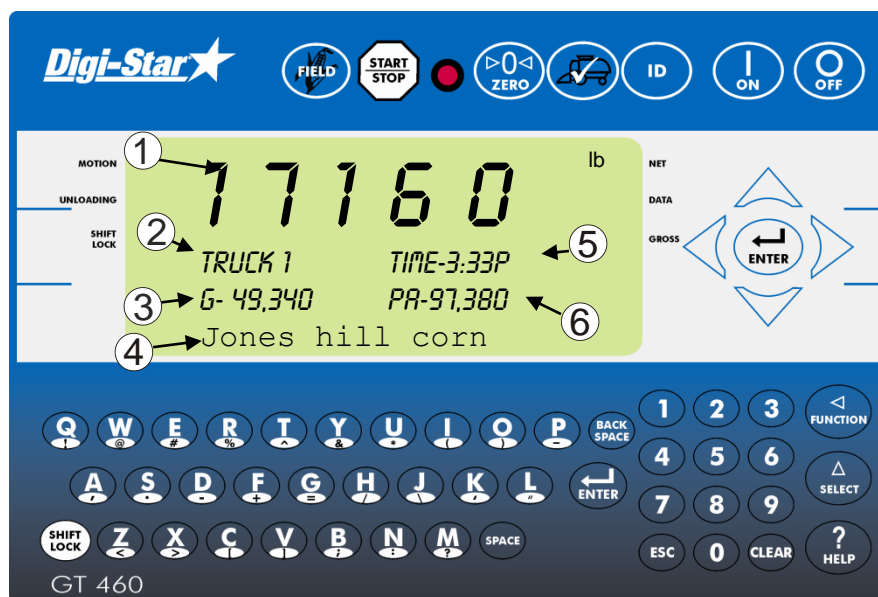 Digi-Star
FIELD
START
STOP
0
ZERO
ID
ON
OFF
MOTION
UNLOADING
SHIFT
LOCK
1
17160
lb
NET
DATA
GROSS
2
TRUCK 1
TIME-3:33P
5
3
G- 49,340
PA-97,380
6
4
Jones hill corn
ENTER
Q ! W @ E # R % T ^ Y & U * I ( O ) P -
BACK
SPACE
1 2 3
FUNCTION
A , S . D - F + G = H / J \ K ' L "
ENTER
4 5 6
SELECT
SHIFT
LOCK
Z < X > C [ V ] B ; N : M ?
SPACE
7 8 9
ESC 0 CLEAR
?
HELP
GT 460